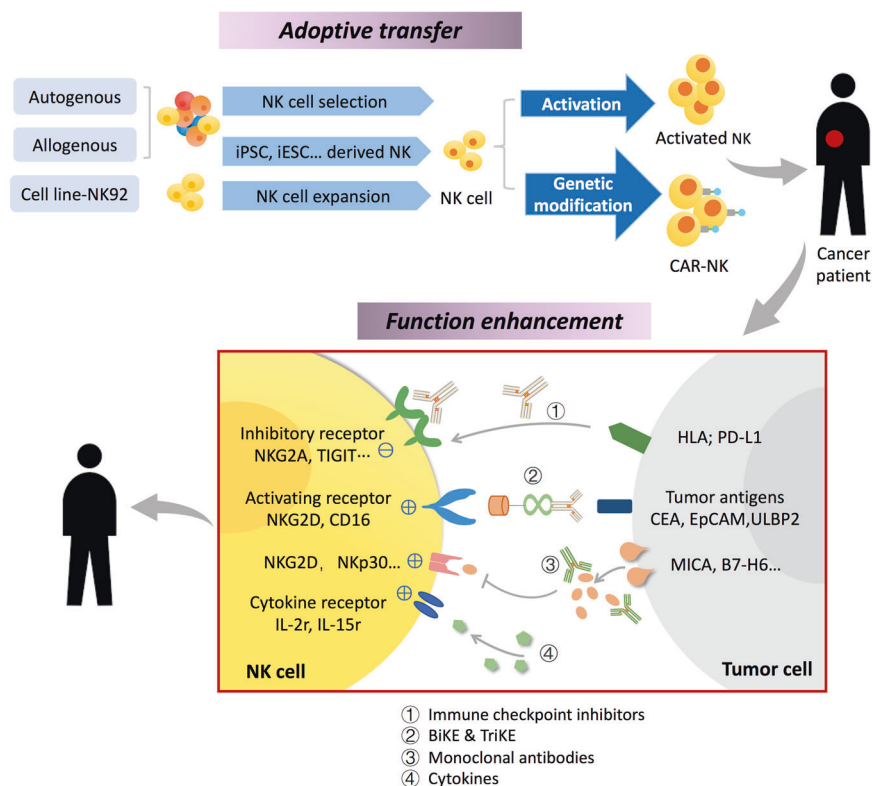 Adoptive transfer
Autogenous
Allogenous
Cell line-NK92
NK cell selection
iPSC, iESC... derived NK
NK cell expansion
NK cell
Activation
Genetic
modification
Activated NK
CAR-NK
Cancer
patient
Function enhancement
Inhibitory receptor
NKG2A, TIGIT···
Activating receptor
NKG2D, CD16
NKG2D, NKp30...
Cytokine receptor
IL-2r, IL-15r
NK cell
①
②
③
④
HLA; PD-L1
Tumor antigens
CEA, EpCAM,ULBP2
MICA, B7-H6...
Tumor cell
① Immune checkpoint inhibitors
② BiKE & TriKE
③ Monoclonal antibodies
④ Cytokines